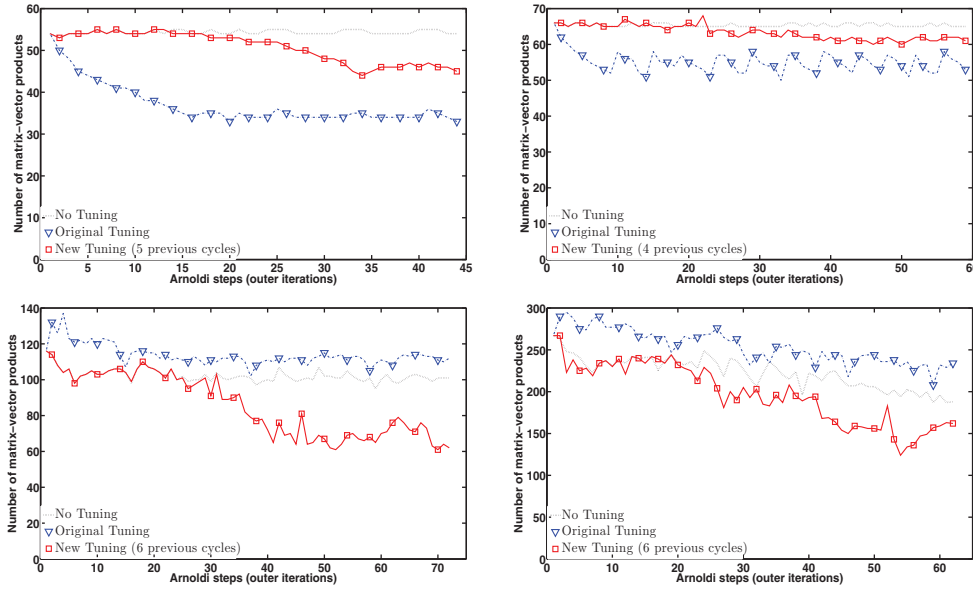 60
50
40
30
20
10
0
0 5 10 15 20 25 30 35 40 45
Number of matrix-vector products
Arnoldi steps (outer iterations)
No Tuning
Original Tuning
New Tuning (5 previous cycles)
70
60
50
40
30
20
10
0
0 10 20 30 40 50 60
Number of matrix-vector products
Arnoldi steps (outer iterations)
No Tuning
Original Tuning
New Tuning (4 previous cycles)
140
120
100
80
60
40
20
0
0 10 20 30 40 50 60 70
Number of matrix-vector products
Arnoldi steps (outer iterations)
No Tuning
Original Tuning
New Tuning (6 previous cycles)
300
250
200
150
100
50
0
0 10 20 30 40 50 60
Number of matrix-vector products
Arnoldi steps (outer iterations)
No Tuning
Original Tuning
New Tuning (6 previous cycles)